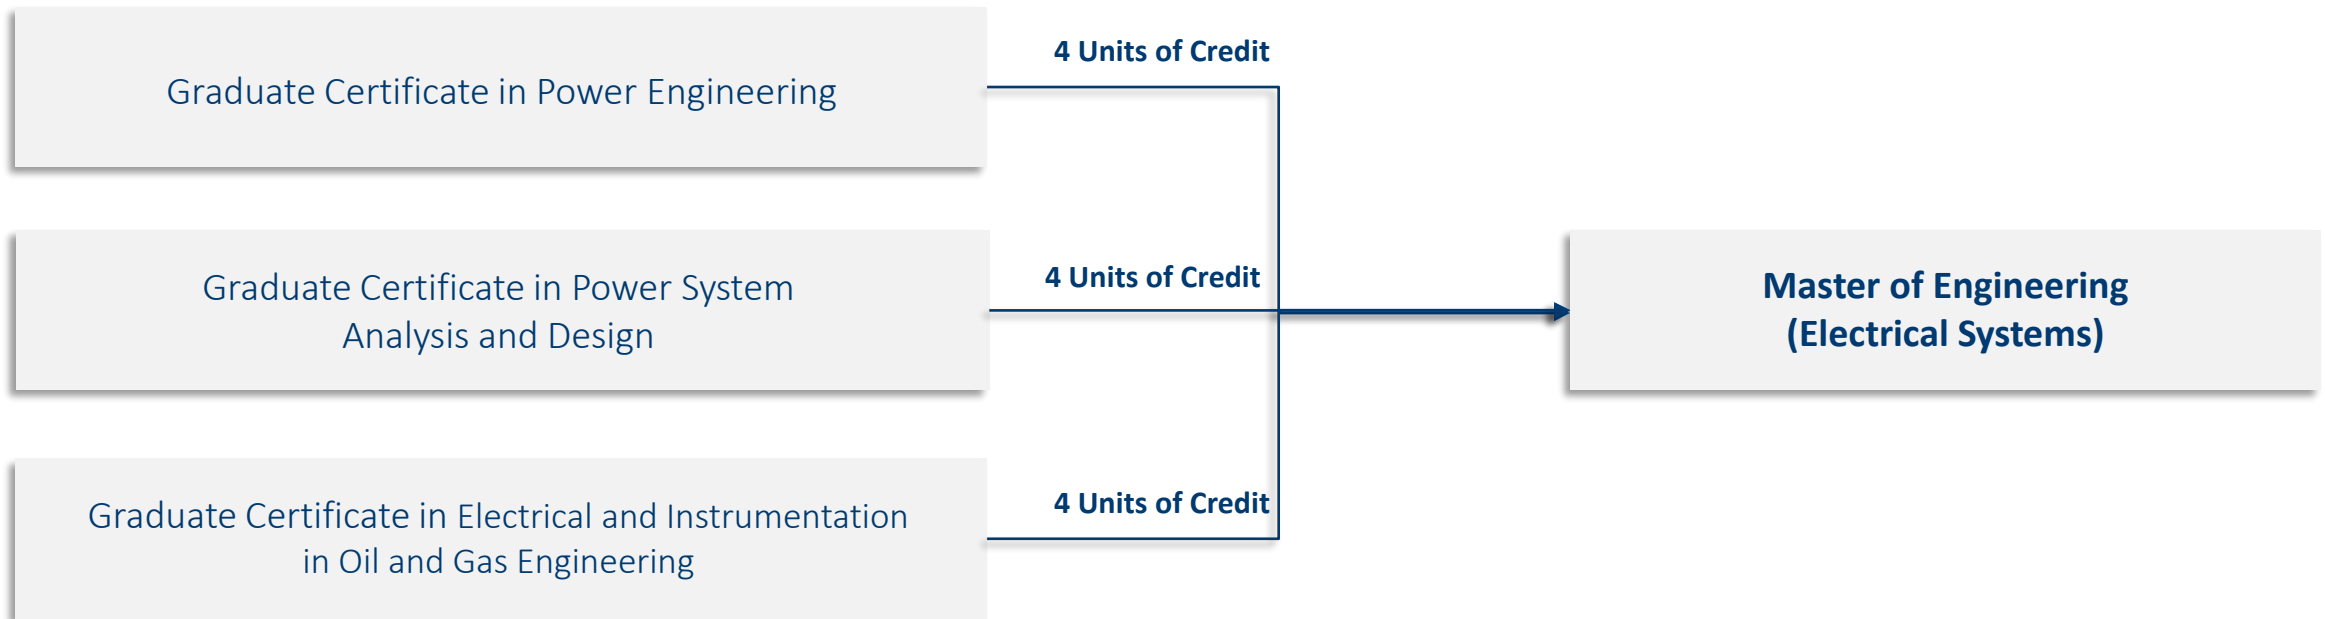 4 Units of Credit
Graduate Certificate in Power Engineering
4 Units of Credit
Graduate Certificate in Power System
Analysis and Design
Master of Engineering
(Electrical Systems)
4 Units of Credit
Graduate Certificate in Electrical and Instrumentation
in Oil and Gas Engineering